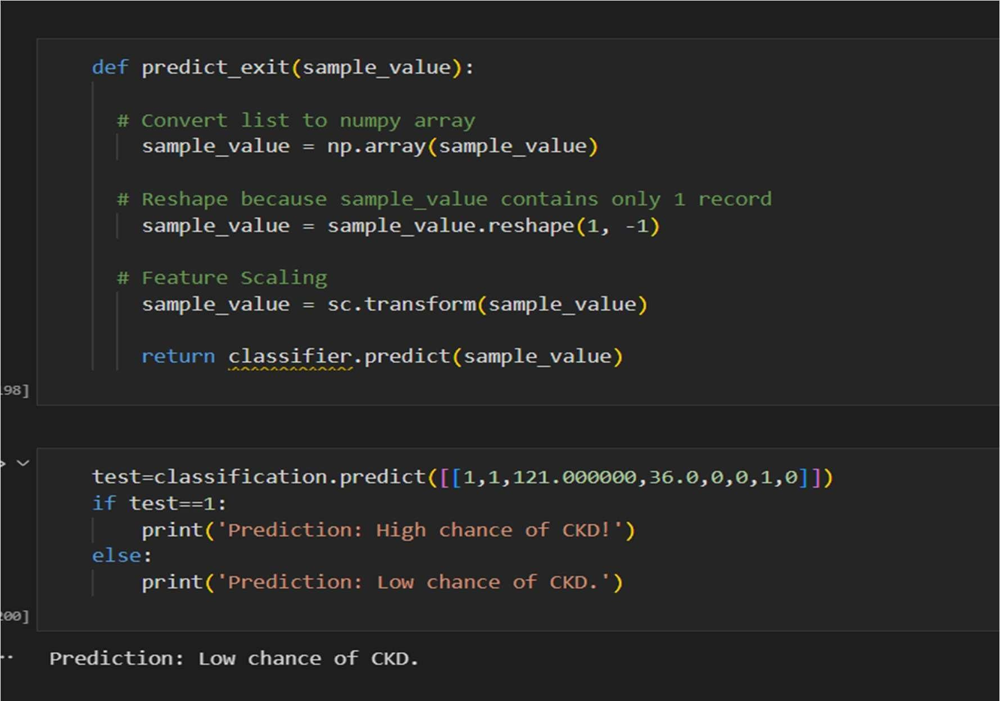 def predict_exit(sample_value):
# Convert list to numpy array
sample_value = np.array(sample_value)
# Reshape because sample_value contains only 1 record
sample_value = sample_value.reshape(1, -1)
# Feature Scaling
sample_value = sc.transform(sample_value)
return classifier.predict(sample_value)
98]
test=classification.predict([[1,1,121.000000,36.0,0,0,1,0]])
if test==1:
print('Prediction: High chance of CKD!')
else:
print('Prediction: Low chance of CKD.')
200]
Prediction: Low chance of CKD.